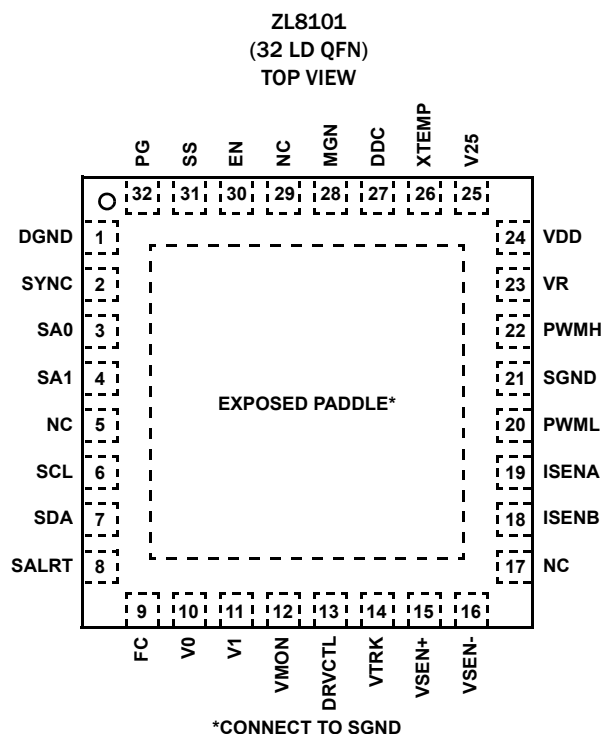 ZL8101
(32 LD QFN)
TOP VIEW
PG
SS
EN
NC
MGN
DDC
XTEMP
V25
32
31
30
29
28
27
26
25
DGND 1
SYNC 2
SA0 3
SA1 4
NC 5
SCL 6
SDA 7
SALRT 8
24 VDD
23 VR
22 PWMH
21 SGND
20 PWML
19 ISENA
18 ISENB
17 NC
EXPOSED PADDLE*
9
10
11
12
13
14
15
16
FC
V0
V1
VMON
DRVCTL
VTRK
VSEN+
VSEN-
*CONNECT TO SGND